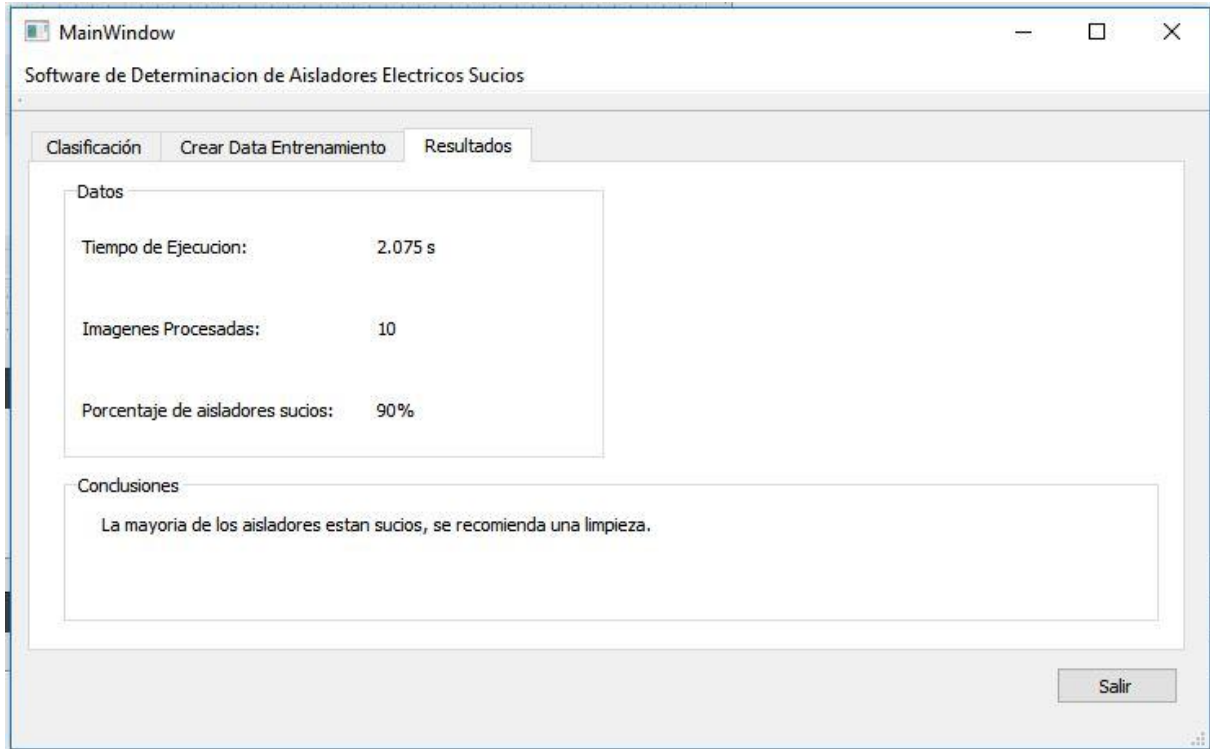 MainWindow
Software de Determinacion de Aisladores Electricos Sucios
Clasificación Crear Data Entrenamiento Resultados
Datos
Tiempo de Ejecucion: 2.075 s
Imagenes Procesadas: 10
Porcentaje de aisladores sucios: 90%
Conclusiones
La mayoria de los aisladores estan sucios, se recomienda una limpieza.
Salir